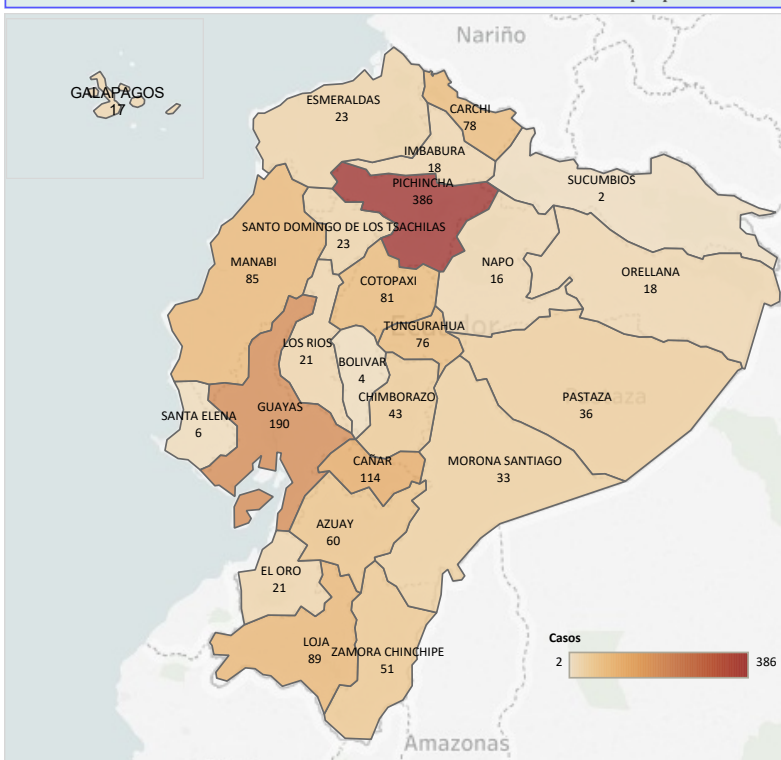 Nariño
GALAPAGOS
17
ESMERALDAS
23
CARCHI
78
IMBABURA
18
PICHINCHA
386
SUCUMBIOS
2
SANTO DOMINGO DE LOS TSACHILAS
23
MANABI
85
COTOPAXI
81
NAPO
16
ORELLANA
18
Ecuador
TUNGURAHUA
76
LOS RIOS
21
BOLIVAR
4
CHIMBORAZO
43
Pastaza
PASTAZA
36
SANTA ELENA
6
GUAYAS
190
CAÑAR
114
MORONA SANTIAGO
33
AZUAY
60
EL ORO
21
LOJA
89
ZAMORA CHINCHIPE
51
Casos
2
386
Amazonas